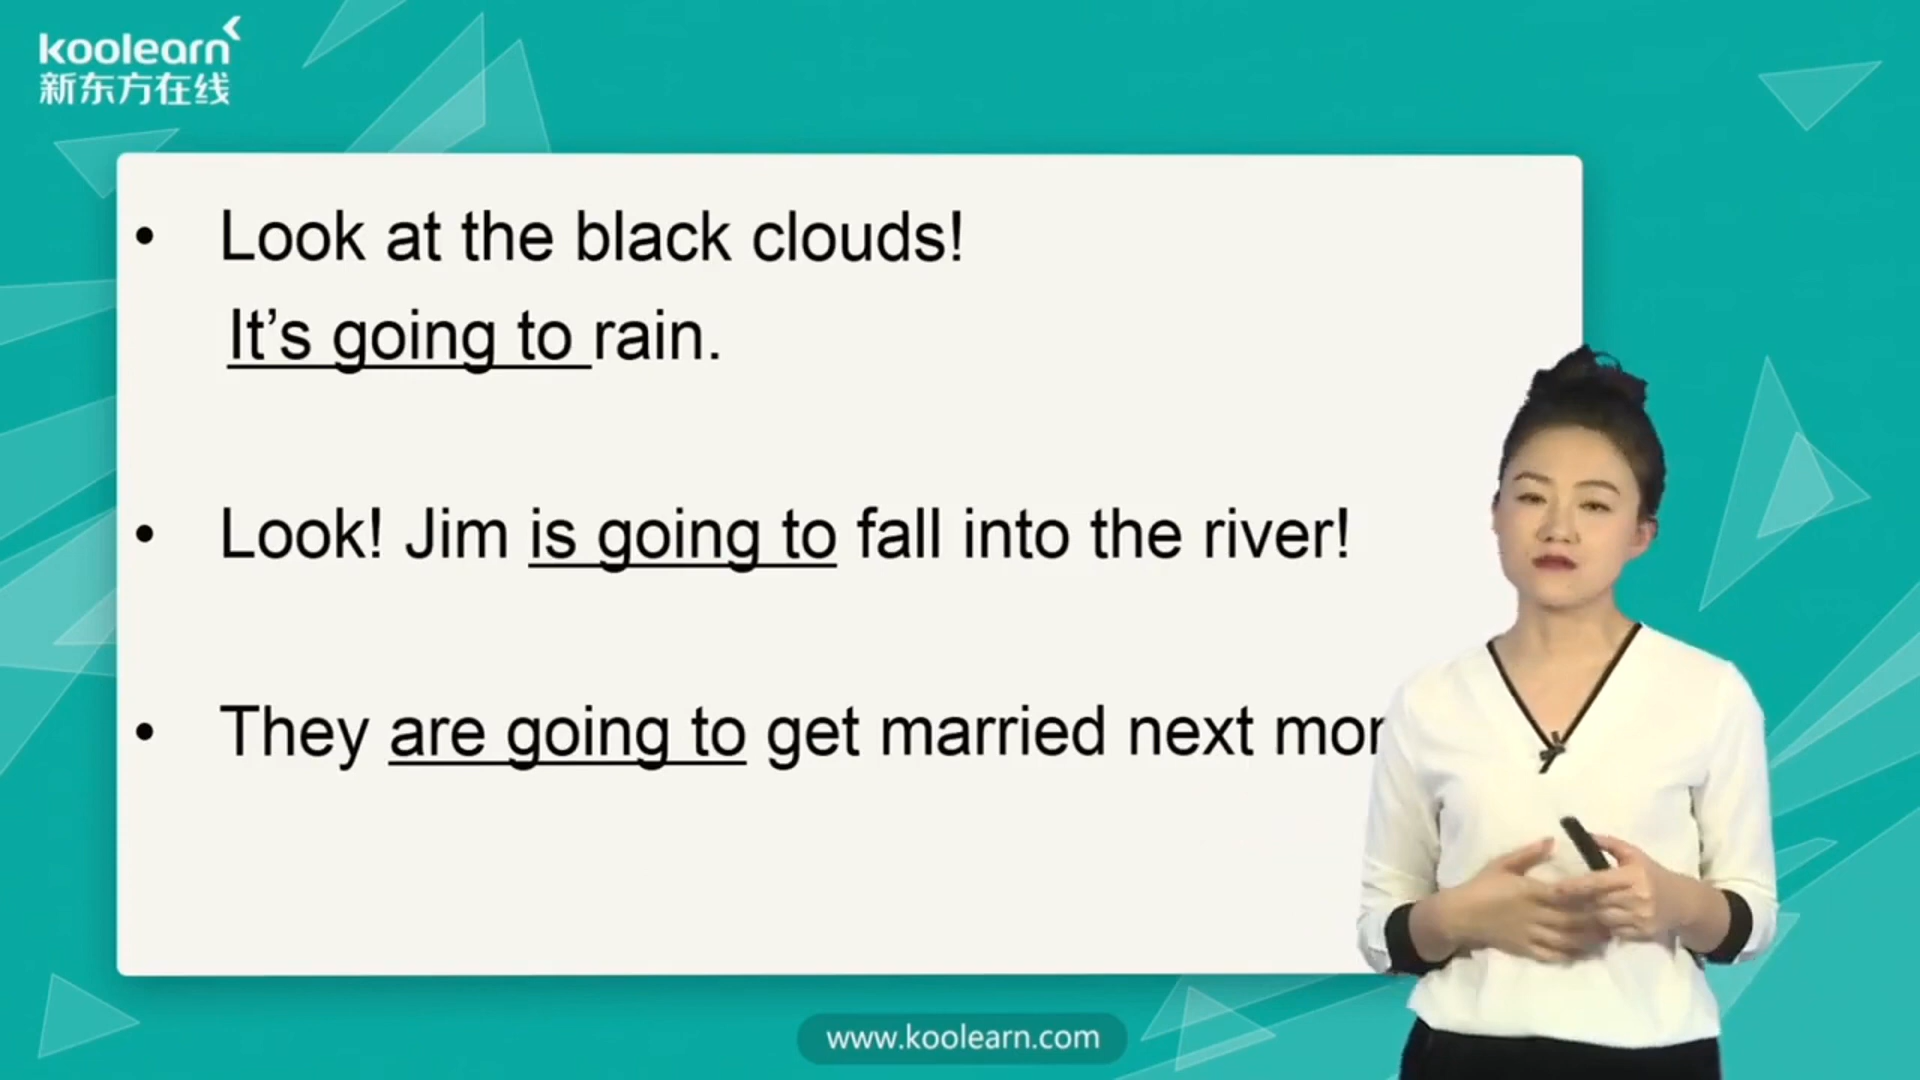 koolearn
新东方在线
• Look at the black clouds!
It’s going to rain.
• Look! Jim is going to fall into the river!
• They are going to get married next
www.koolearn.com